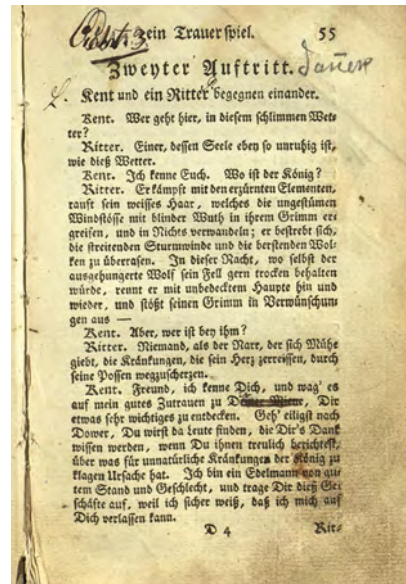 ein Trauerspiel. 55
Zweyter Auftritt.
Kent und ein Ritter begegnen einander.
Kent. Wer geht hier, in diesem schlimmen Wet-
ter?
Ritter. Einer, dessen Seele eben so unruhig ist,
wie dieß Wetter.
Kent. Ich kenne Euch. Wo ist der König?
Ritter. Er kämpft mit den erzürnten Elementen,
rauft sein weisses Haar, welches die ungestümen
Windstösse mit blinder Wuth in ihrem Grimm er-
greifen, und in Nichts verwandeln; er bestrebt sich,
die streitenden Sturmwinde und die berstenden Wol-
ken zu überrasen. In dieser Nacht, wo selbst der
ausgehungerte Wolf sein Fell gern trocken behalten
würde, rennt er mit unbedecktem Haupte hin und
wieder, und stößt seinen Grimm in Verwünschun-
gen aus —
Kent. Aber, wer ist bey ihm?
Ritter. Niemand, als der Narr, der sich Mühe
giebt, die Kränkungen, die sein Herz zerreissen, durch
seine Possen wegzuscherzen.
Kent. Freund, ich kenne Dich, und wag' es
auf mein gutes Zutrauen zu Dir
etwas sehr wichtiges zu entdecken. Geh' eiligst nach
Dower, Du wirst da Leute finden, die Dir's Dank
wissen werden, wenn Du ihnen treulich berichtest,
über was für unnatürliche Kränkungen der König zu
klagen Ursache hat. Ich bin ein Edelmann von gu-
tem Stand und Geschlecht, und trage Dir dieß Ge-
schäfte auf, weil ich sicher weiß, daß ich mich auf
Dich verlassen kann.
D 4 Rit-